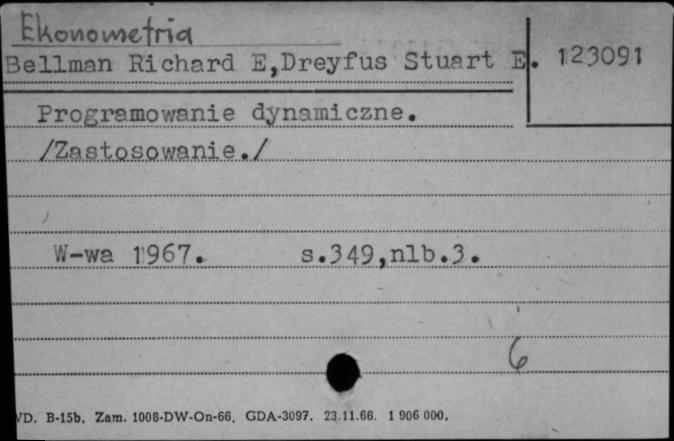 Ekonometria
Bellman Richard E,Dreyfus Stuart E. 123091
Programowanie dynamiczne.
/Zastosowanie./
W-wa 1967. s.349,nlb.3.
6
VD. B-15b. Zam. 1008-DW-On-66. GDA-3097. 23.11.66. 1 906 000.